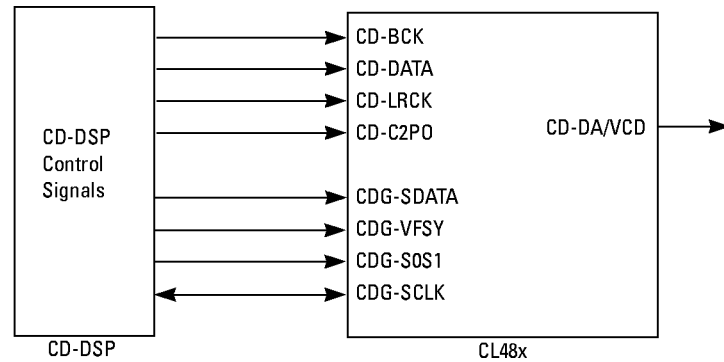 CD-BCK
CD-DATA
CD-LRCK
CD-C2PO
CD-DA/VCD
CD-DSP
Control
Signals
CDG-SDATA
CDG-VFSY
CDG-S0S1
CDG-SCLK
CD-DSP
CL48x